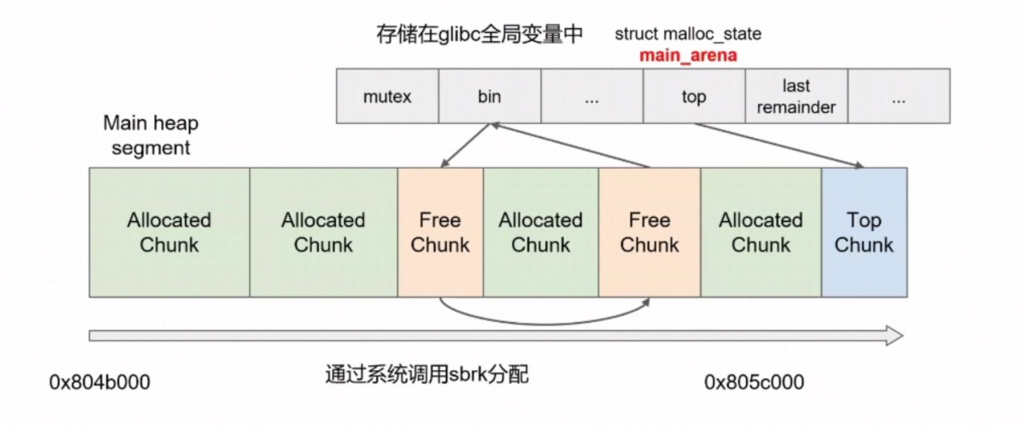 存储在glibc全局变量中
struct malloc_state
main_arena
mutex
bin
...
top
last
remainder
...
Main heap
segment
Allocated
Chunk
Allocated
Chunk
Free
Chunk
Allocated
Chunk
Free
Chunk
Allocated
Chunk
Top
Chunk
0x804b000
通过系统调用sbrk分配
0x805c000